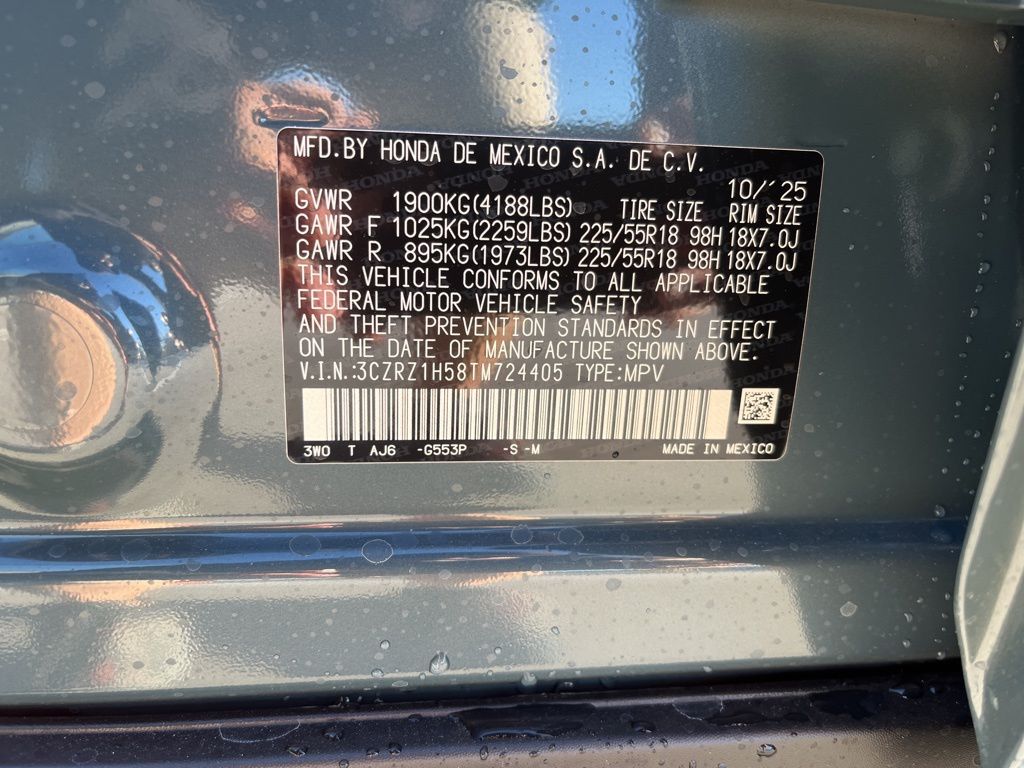 MFD.BY HONDA DE MEXICO S.A. DE C.V.
10/'25
GVWR 1900KG(4188LBS) TIRE SIZE RIM SIZE
GAWR F 1025KG(2259LBS) 225/55R18 98H 18X7.0J
GAWR R 895KG(1973LBS) 225/55R18 98H 18X7.0J
THIS VEHICLE CONFORMS TO ALL APPLICABLE
FEDERAL MOTOR VEHICLE SAFETY
AND THEFT PREVENTION STANDARDS IN EFFECT
ON THE DATE OF MANUFACTURE SHOWN ABOVE.
V.I.N.:3CZRZ1H58TM724405 TYPE:MPV
3WO T AJ6 -G553P -S -M MADE IN MEXICO